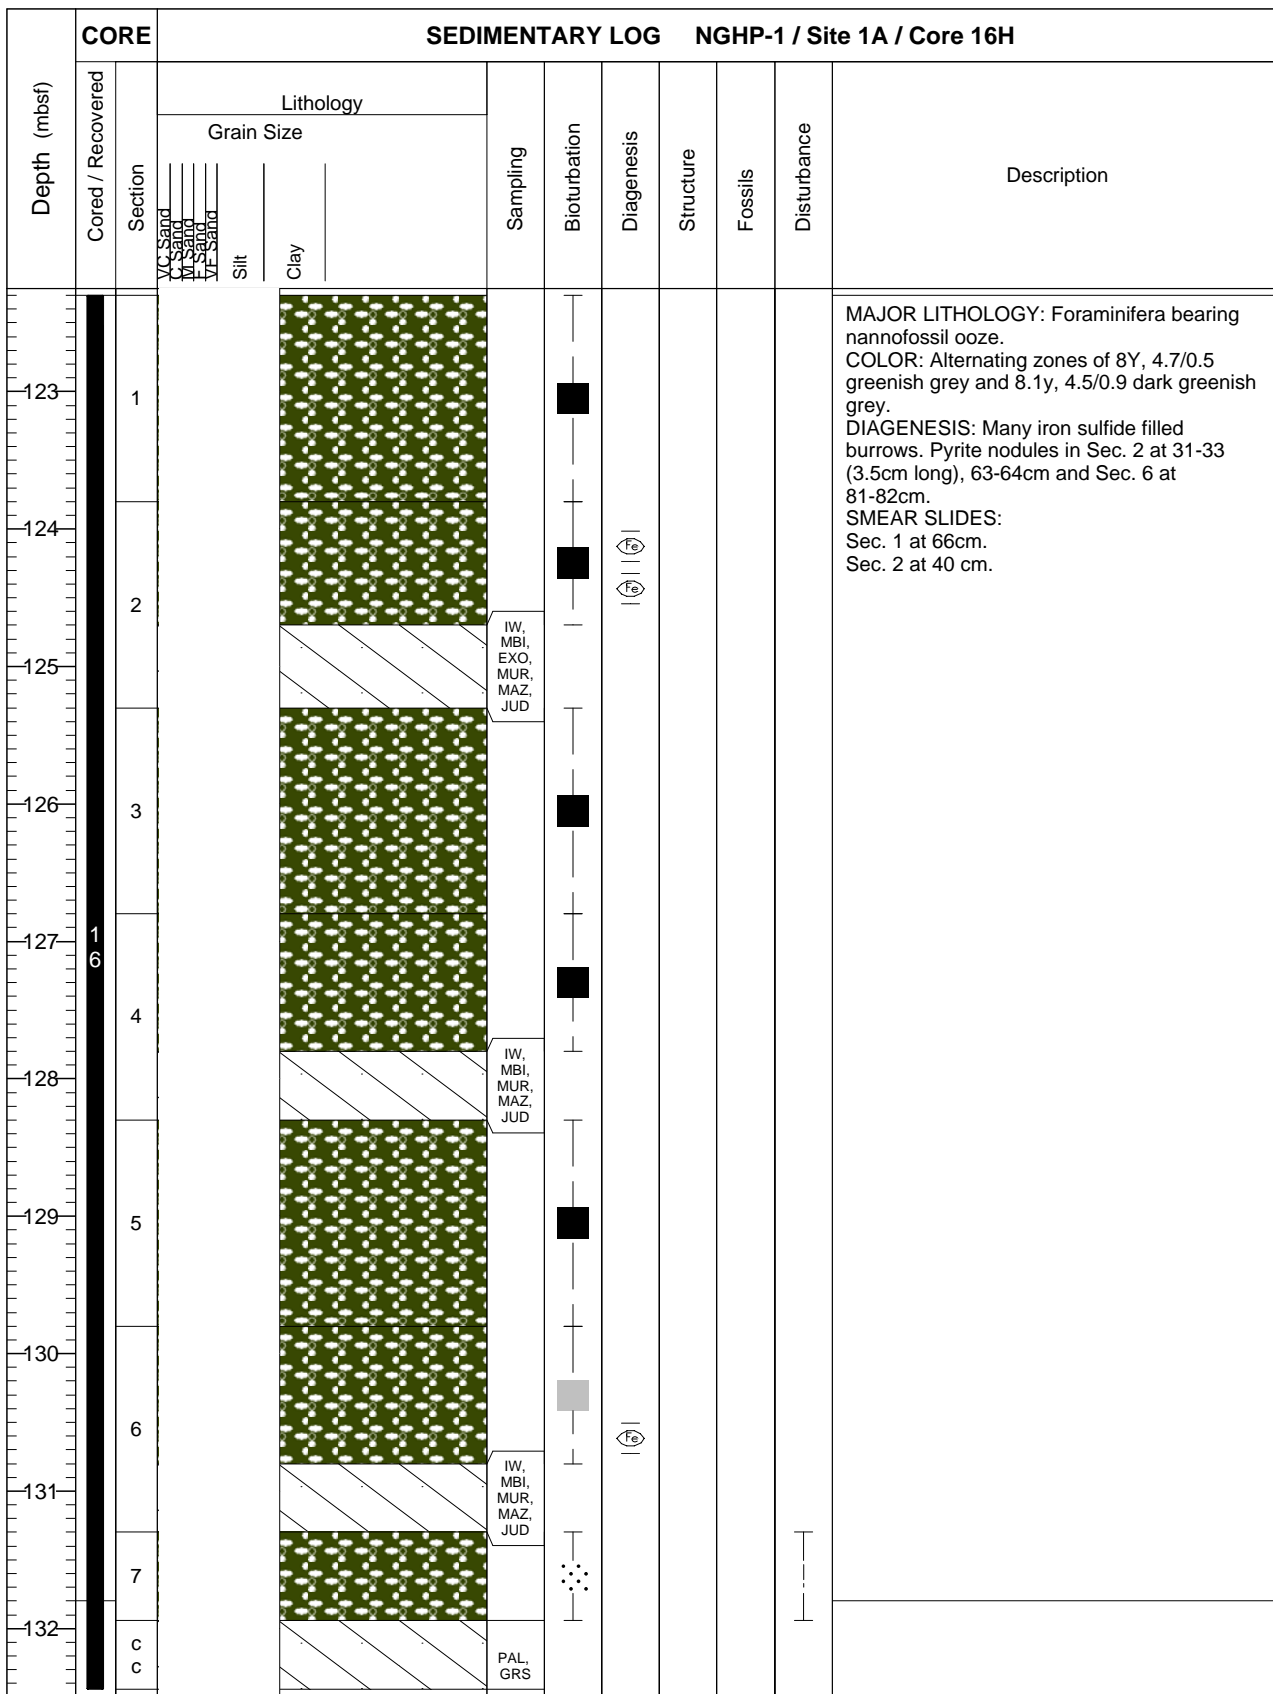 CORE
SEDIMENTARY LOG NGHP-1 / Site 1A / Core 16H
Depth (mbsf)
Cored / Recovered
Section
Lithology
Grain Size
VC Sand
C Sand
M Sand
F Sand
VF Sand
Silt
Clay
Sampling
Bioturbation
Diagenesis
Structure
Fossils
Disturbance
Description
MAJOR LITHOLOGY: Foraminifera bearing
nannofossil ooze.
COLOR: Alternating zones of 8Y, 4.7/0.5
greenish grey and 8.1y, 4.5/0.9 dark greenish
grey.
DIAGENESIS: Many iron sulfide filled
burrows. Pyrite nodules in Sec. 2 at 31-33
(3.5cm long), 63-64cm and Sec. 6 at
81-82cm.
SMEAR SLIDES:
Sec. 1 at 66cm.
Sec. 2 at 40 cm.
123
1
124
Fe
Fe
2
IW,
MBI,
EXO,
MUR,
MAZ,
JUD
125
126
3
127
1
6
4
IW,
MBI,
MUR,
MAZ,
JUD
128
129
5
130
6
Fe
IW,
MBI,
MUR,
MAZ,
JUD
131
7
132
c
c
PAL,
GRS